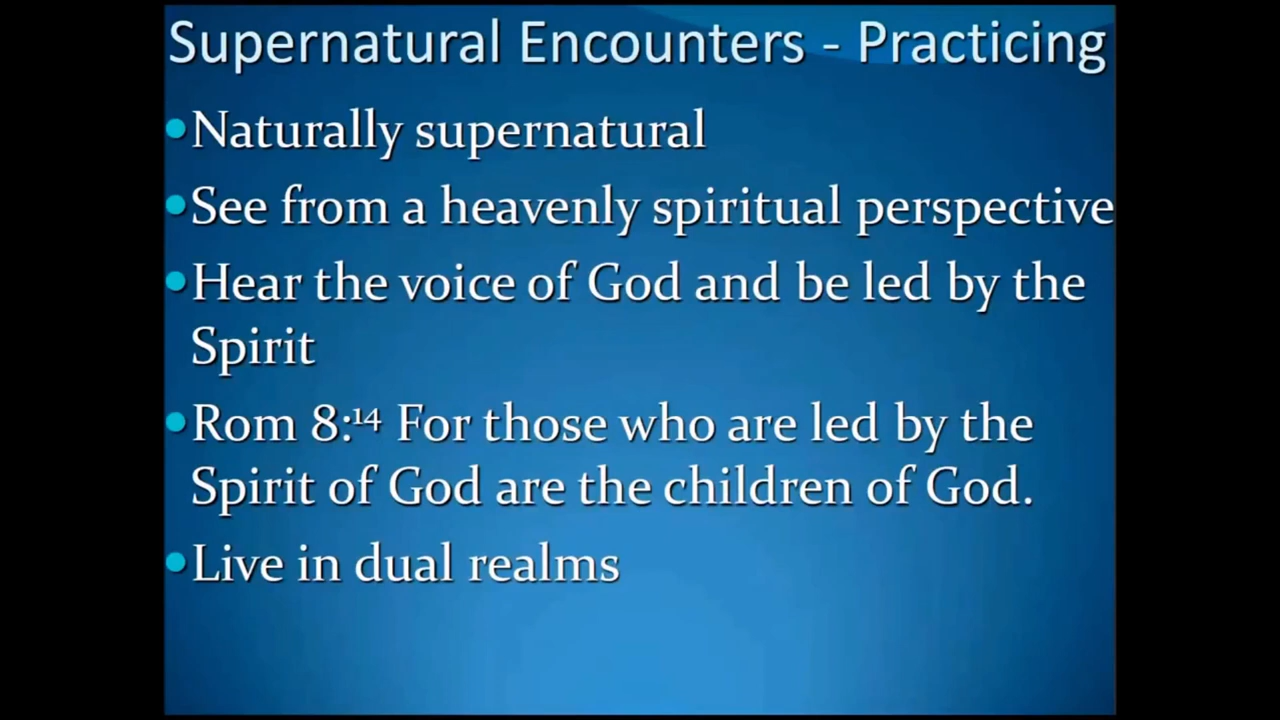 Supernatural Encounters - Practicing
•Naturally supernatural
•See from a heavenly spiritual perspective
•Hear the voice of God and be led by the
Spirit
•Rom 8:¹⁴ For those who are led by the
Spirit of God are the children of God.
•Live in dual realms